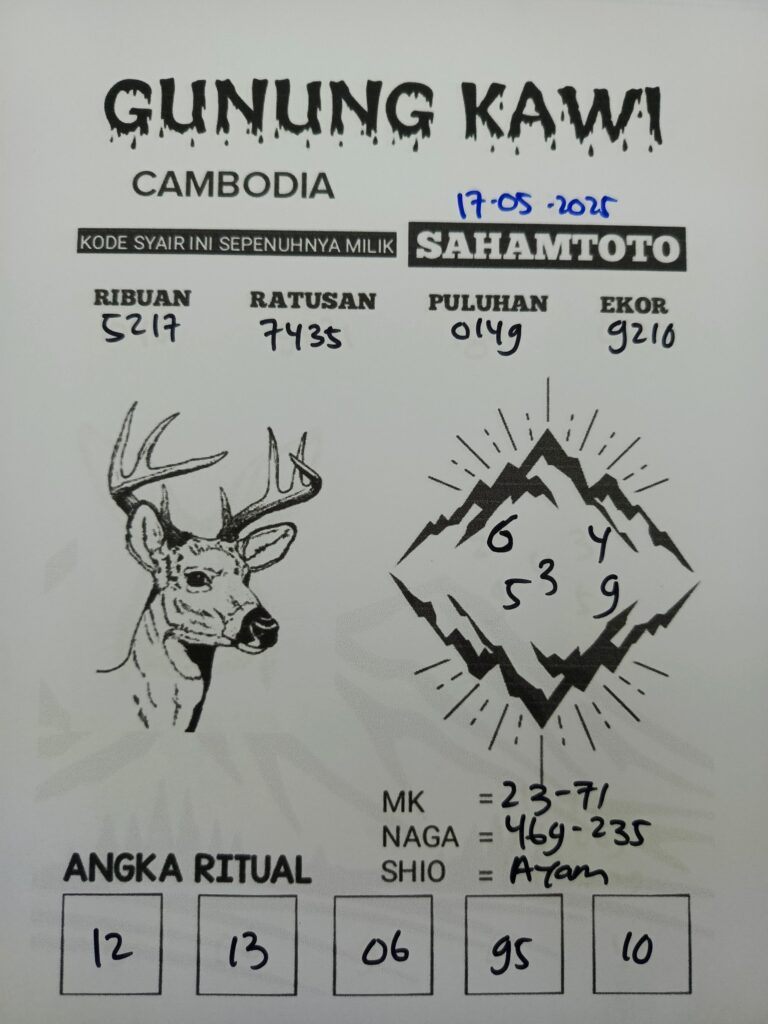 GUNUNG KAWI
CAMBODIA
17-05-2025
KODE SYAIR INI SEPENUHNYA MILIK SAHAMTOTO
RIBUAN RATUSAN PULUHAN EKOR
5217 7435 0149 9210
6 4
3
5 9
MK = 23-71
NAGA = 469-235
SHIO = Ayam
ANGKA RITUAL
12 13 06 95 10